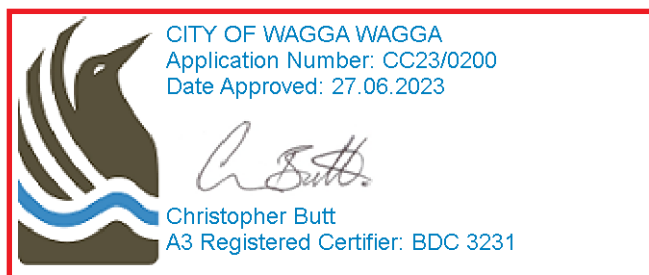 CITY OF WAGGA WAGGA
Application Number: CC23/0200
Date Approved: 27.06.2023
C Butt
Christopher Butt
A3 Registered Certifier: BDC 3231